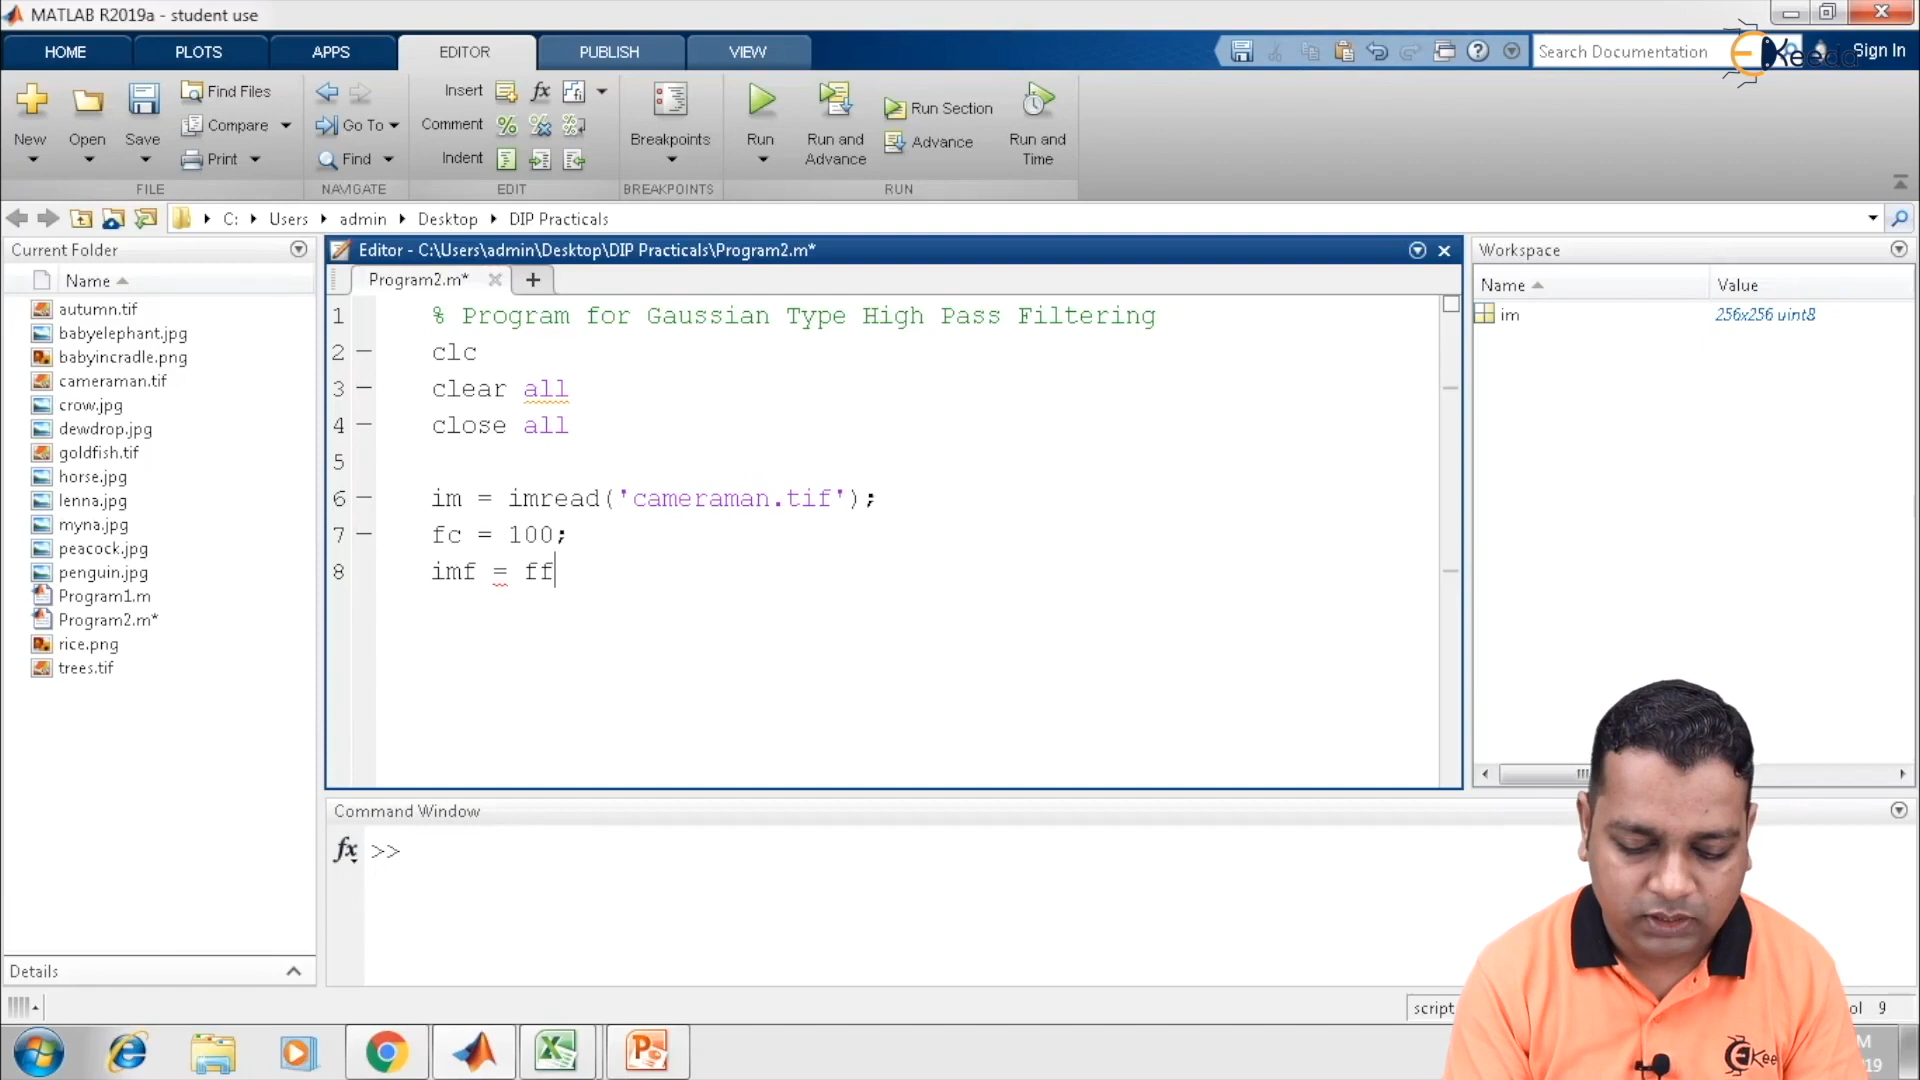 MATLAB R2019a - student use
HOME
PLOTS
APPS
EDITOR
PUBLISH
VIEW
Search Documentation
Sign In
New
Open
Save
Find Files
Compare
Print
Go To
Find
Insert
fx
Comment
Indent
Breakpoints
Run
Run and Advance
Run Section
Advance
Run and Time
FILE
NAVIGATE
EDIT
BREAKPOINTS
RUN
C: Users admin Desktop DIP Practicals
Current Folder
Name
autumn.tif
babyelephant.jpg
babyincradle.png
cameraman.tif
crow.jpg
dewdrop.jpg
goldfish.tif
horse.jpg
lenna.jpg
myna.jpg
peacock.jpg
penguin.jpg
Program1.m
Program2.m*
rice.png
trees.tif
Details
Editor - C:\Users\admin\Desktop\DIP Practicals\Program2.m*
Program2.m*
1 % Program for Gaussian Type High Pass Filtering
2 clc
3 clear all
4 close all
5
6 im = imread('cameraman.tif');
7 fc = 100;
8 imf = ff
Command Window
fx >>
Workspace
Name Value
im 256x256 uint8
script
9